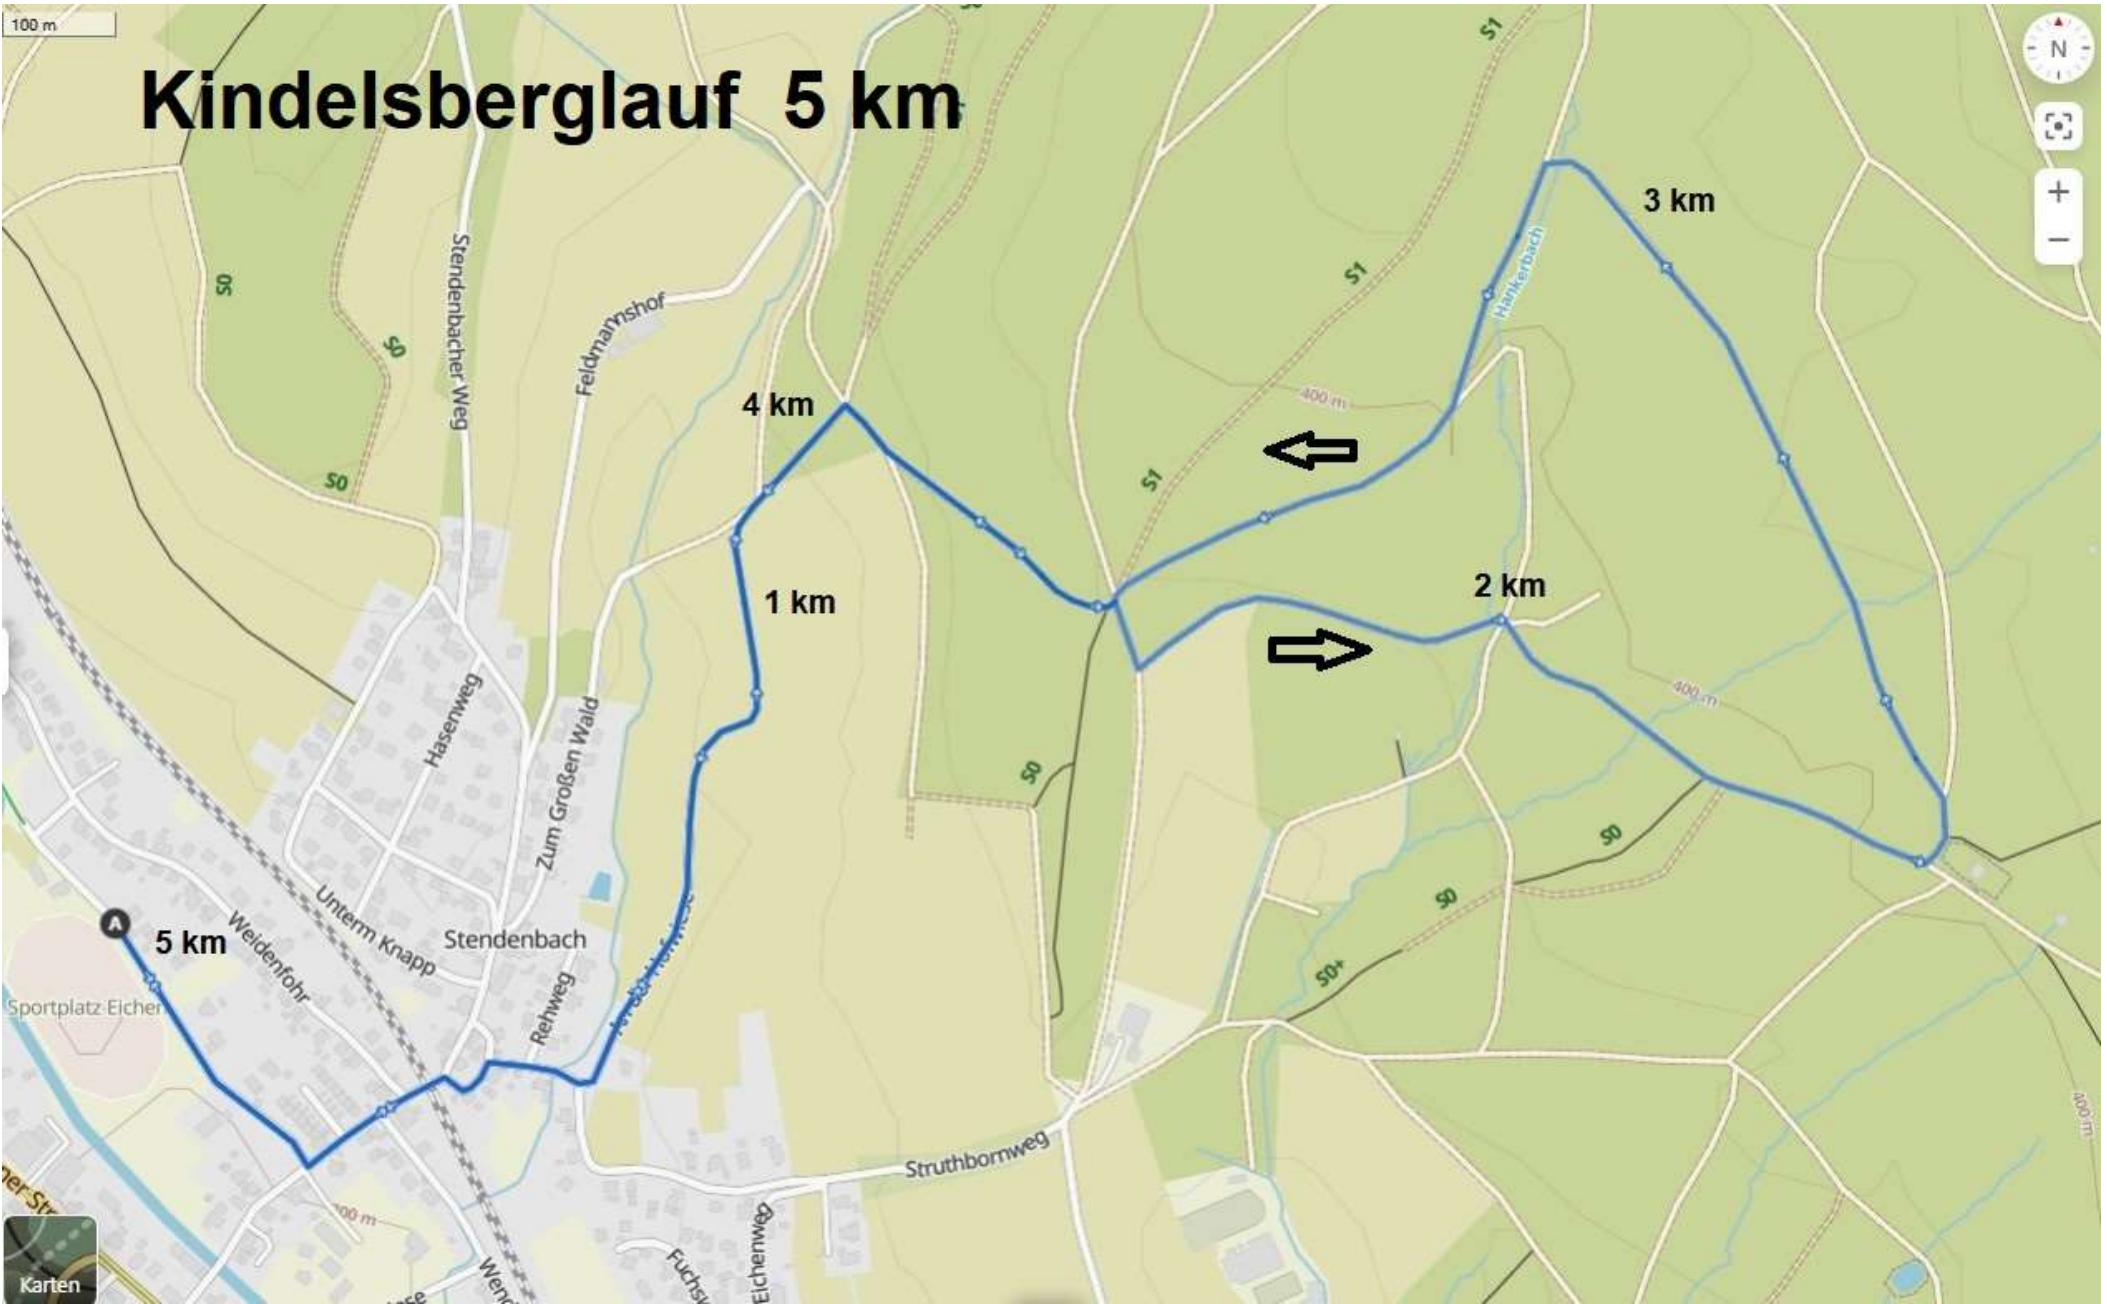 100 m
Kindelsberglauf 5 km
N
+
−
S1
3 km
S0
Stendenbacher Weg
Hankerbach
S1
Feldmannshof
S0
4 km
400 m
S1
S0
2 km
1 km
Hasenweg
400 m
Zum Großen Wald
S0
S0
A
5 km
Unterm Knapp
Weidenfohr
Stendenbach
S0
S0+
Rehweg
Sportplatz Eichen
400 m
Struthbornweg
Eichenweg
Karten